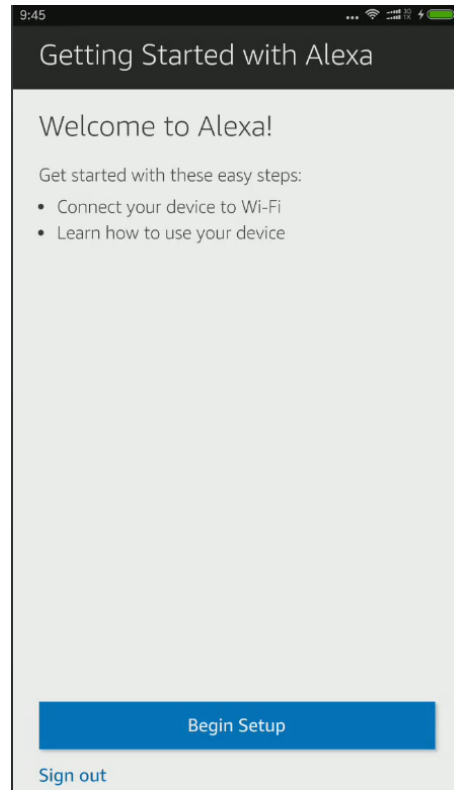 9:45
Getting Started with Alexa
Welcome to Alexa!
Get started with these easy steps:
• Connect your device to Wi-Fi
• Learn how to use your device
Begin Setup
Sign out